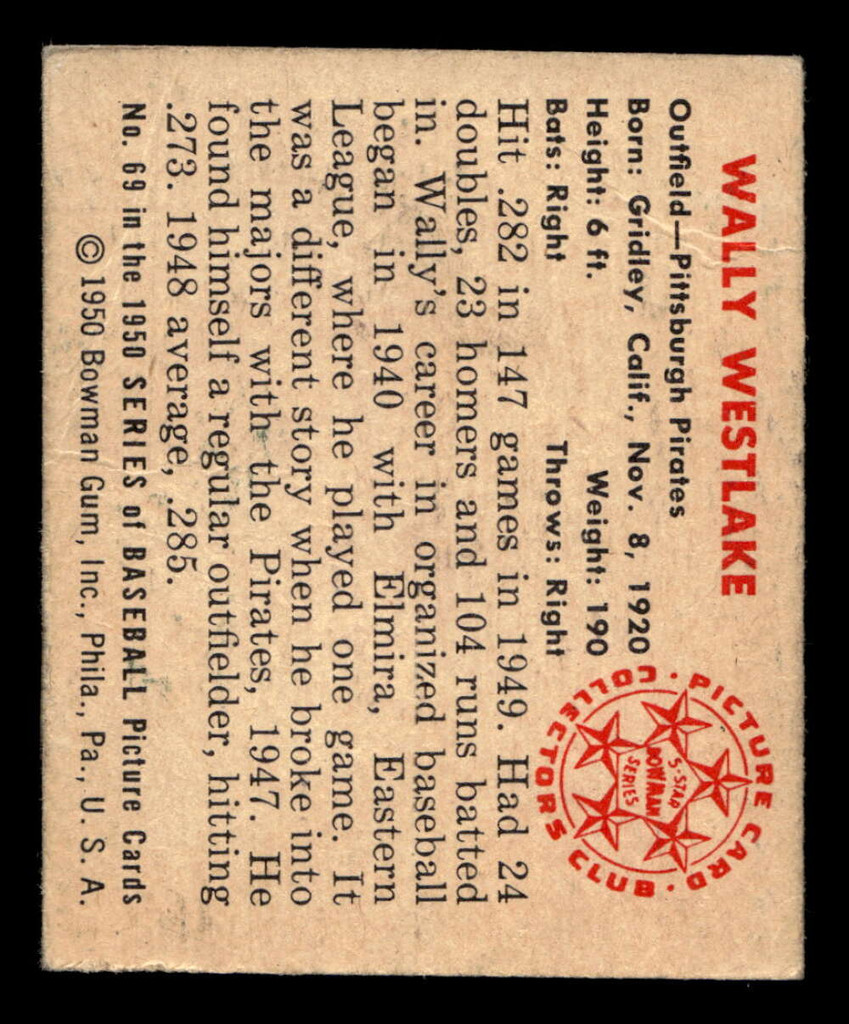 WALLY WESTLAKE
Outfield—Pittsburgh Pirates
Born: Gridley, Calif., Nov. 8, 1920
Height: 6 ft. Weight: 190
Bats: Right Throws: Right
PICTURE CARD · COLLECTORS CLUB ·
5-STAR
BOWMAN
SERIES
Hit .282 in 147 games in 1949. Had 24
doubles, 23 homers and 104 runs batted
in. Wally's career in organized baseball
began in 1940 with Elmira, Eastern
League, where he played one game. It
was a different story when he broke into
the majors with the Pirates, 1947. He
found himself a regular outfielder, hitting
.273. 1948 average, .285.
No. 69 in the 1950 SERIES of BASEBALL Picture Cards
© 1950 Bowman Gum, Inc., Phila., Pa., U. S. A.